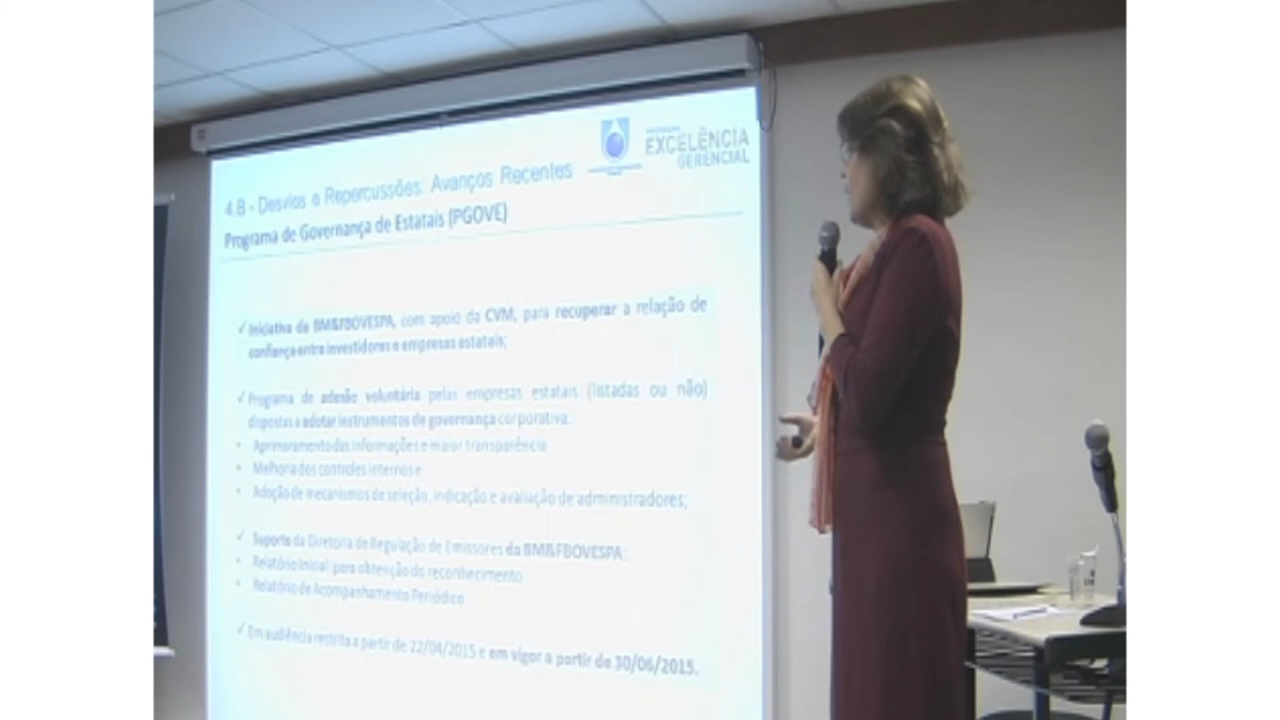 EXCELÊNCIA
GERENCIAL
4.B - Desvios e Repercussões: Avanços Recentes
Programa de Governança de Estatais (PGOVE)
✓ Iniciativa da BM&FBOVESPA, com apoio da CVM, para recuperar a relação de
confiança entre investidores e empresas estatais;
✓ Programa de adesão voluntária pelas empresas estatais (listadas ou não)
dispostas a adotar instrumentos de governança corporativa:
• Aprimoramento das informações e maior transparência
• Melhoria dos controles internos e
• Adoção de mecanismos de seleção, indicação e avaliação de administradores;
✓ Suporte da Diretoria de Regulação de Emissores da BM&FBOVESPA:
• Relatório Inicial para obtenção do reconhecimento
• Relatório de Acompanhamento Periódico
✓ Em audiência restrita a partir de 22/04/2015 e em vigor a partir de 30/06/2015.